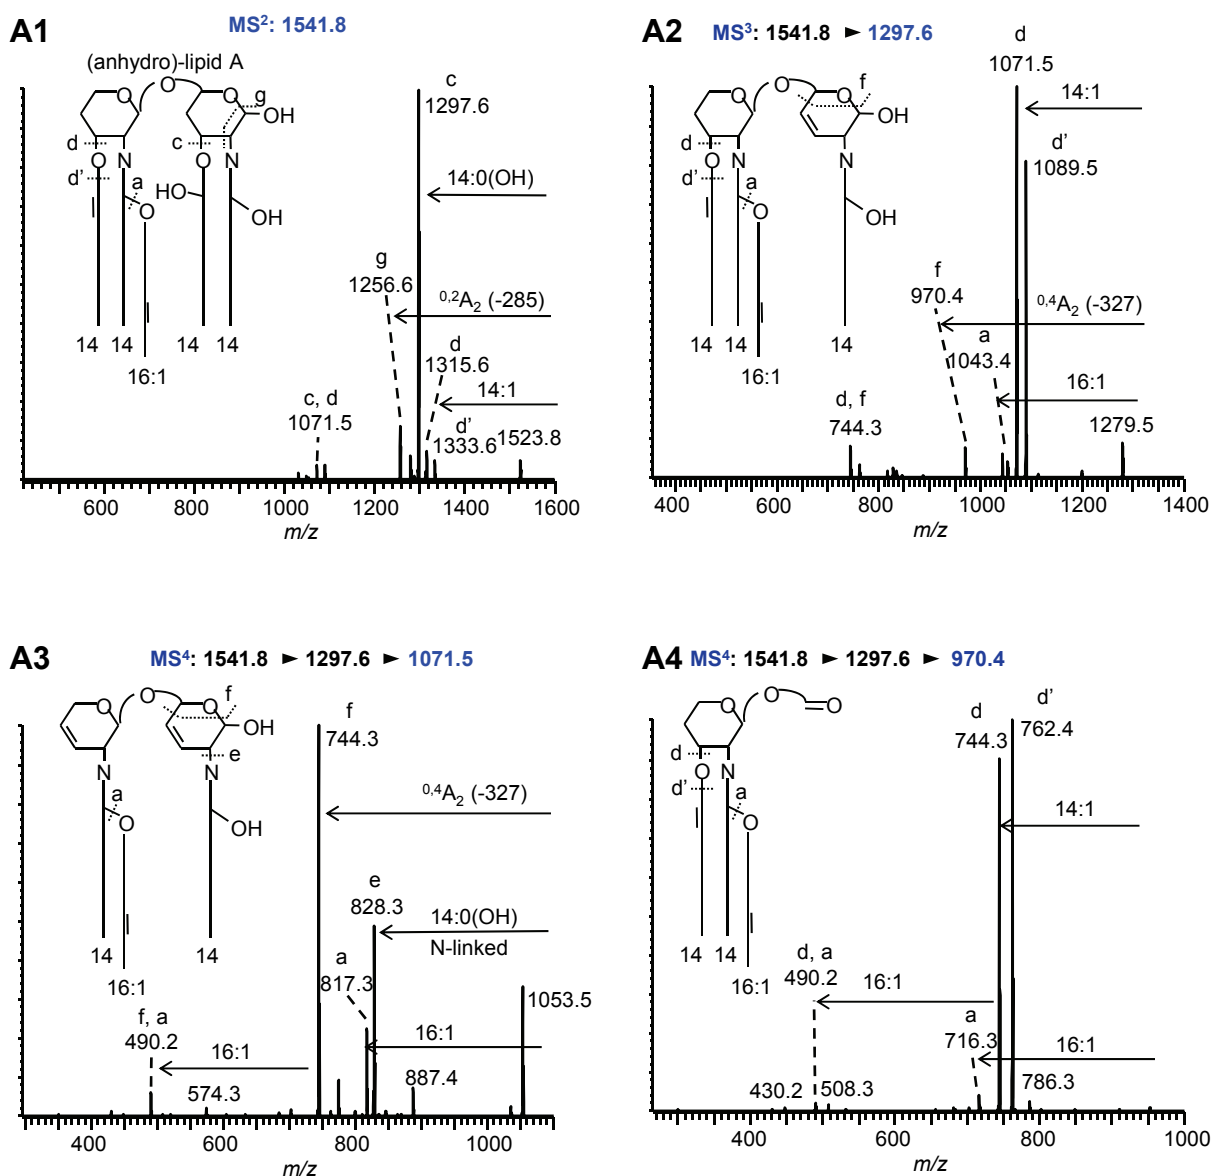 A1
MS2: 1541.8
(anhydro)-lipid A
O
O
O
g
OH
d
c
O
N
O
N
d'
a
O
HO
OH
14 14 14 14
16:1
c
1297.6
14:0(OH)
g
1256.6
0,2A2 (-285)
d
1315.6
14:1
c, d
1071.5
d'
1333.6
1523.8
600 800 1000 1200 1400 1600
m/z
A2
MS3: 1541.8 ► 1297.6
d
1071.5
14:1
d'
1089.5
O
O
O
f
OH
d
O
N
N
d'
a
O
OH
14 14 14
16:1
f
970.4
0,4A2 (-327)
a
1043.4
16:1
d, f
744.3
1279.5
400 600 800 1000 1200 1400
m/z
A3
MS4: 1541.8 ► 1297.6 ► 1071.5
O
O
O
f
OH
e
N
N
a
O
OH
14 14
16:1
f
744.3
0,4A2 (-327)
e
828.3
14:0(OH)
N-linked
a
817.3
1053.5
f, a
490.2
16:1
16:1
574.3
887.4
400 600 800 1000
m/z
A4
MS4: 1541.8 ► 1297.6 ► 970.4
O
O
O
d
O
N
d'
a
O
14 14
16:1
d
744.3
d'
762.4
14:1
d, a
490.2
16:1
a
716.3
16:1
430.2
508.3
786.3
400 600 800 1000
m/z